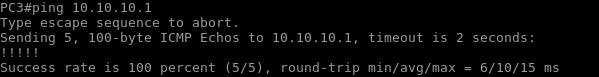 PC3#ping 10.10.10.1
Type escape sequence to abort.
Sending 5, 100-byte ICMP Echos to 10.10.10.1, timeout is 2 seconds:
!!!!!
Success rate is 100 percent (5/5), round-trip min/avg/max = 6/10/15 ms